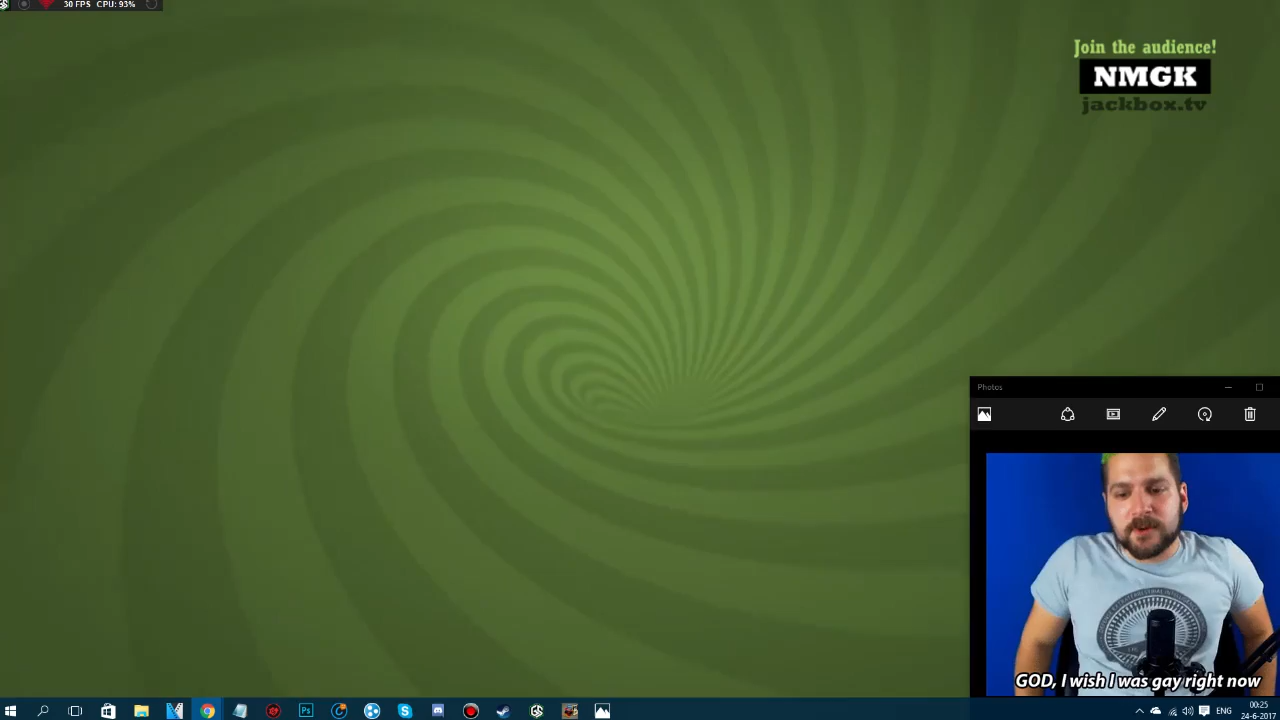 30 FPS CPU: 93%
Join the audience!
NMGK
jackbox.tv
Photos
GOD, I wish I was gay right now
ENG
00:25
24-6-2017